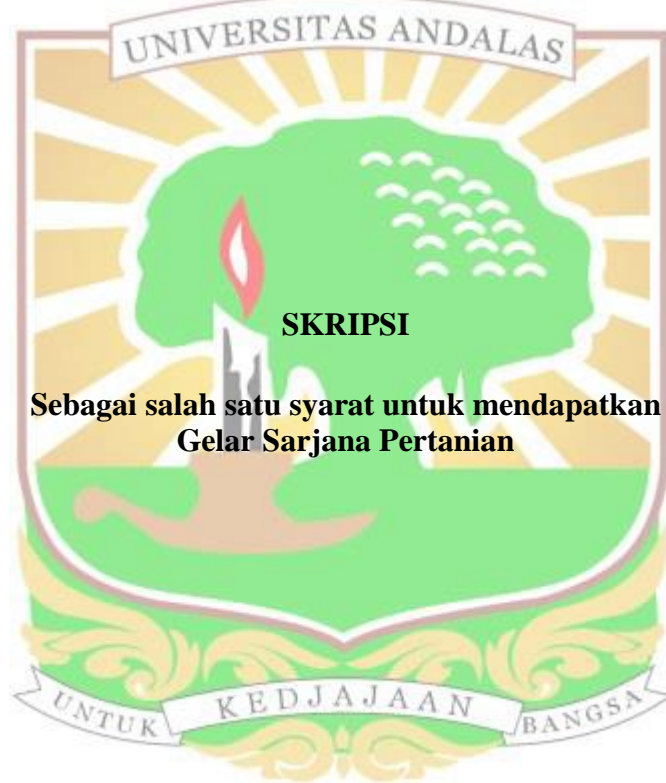 UNIVERSITAS ANDALAS
SKRIPSI
Sebagai salah satu syarat untuk mendapatkan
Gelar Sarjana Pertanian
UNTUK KEDJAJAAN BANGSA